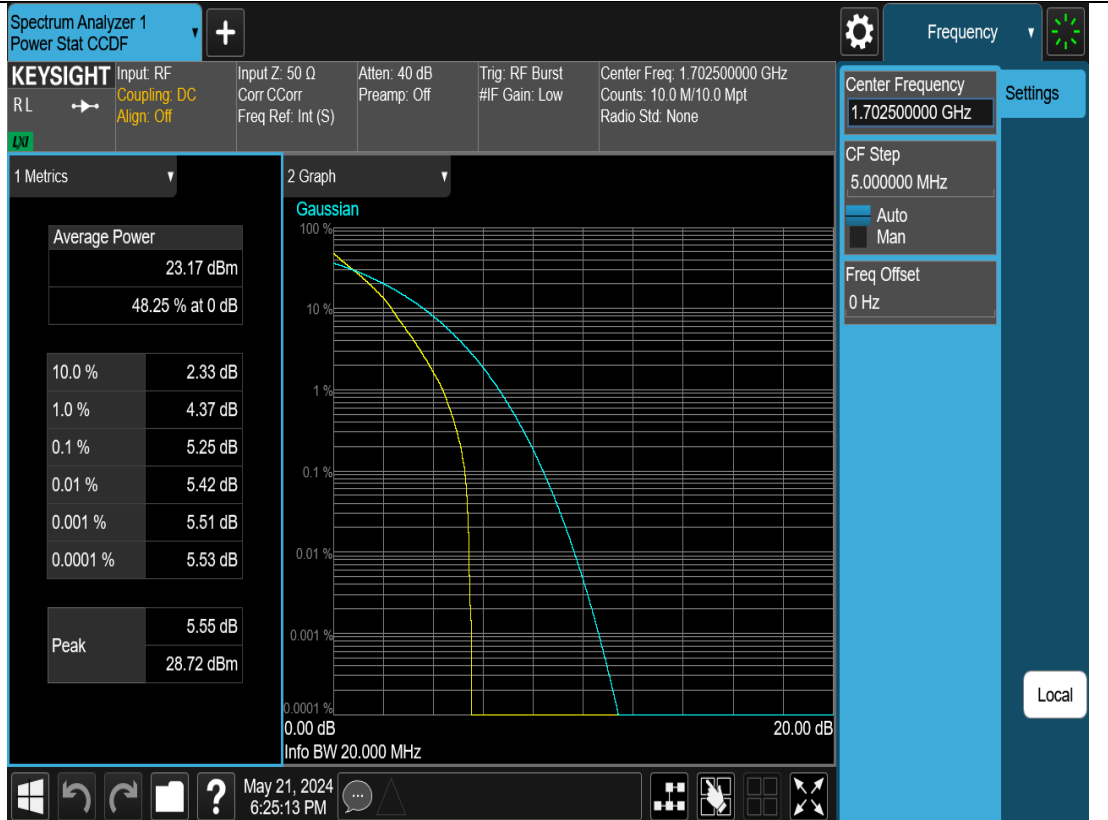 Spectrum Analyzer 1
Power Stat CCDF
+
Frequency
KEYSIGHT
RL
LXI
Input: RF
Coupling: DC
Align: Off
Input Z: 50 Ω
Corr CCorr
Freq Ref: Int (S)
Atten: 40 dB
Preamp: Off
Trig: RF Burst
#IF Gain: Low
Center Freq: 1.702500000 GHz
Counts: 10.0 M/10.0 Mpt
Radio Std: None
Center Frequency
1.702500000 GHz
Settings
CF Step
5.000000 MHz
Auto
Man
Freq Offset
0 Hz
1 Metrics
Average Power
23.17 dBm
48.25 % at 0 dB
10.0 % 2.33 dB
1.0 % 4.37 dB
0.1 % 5.25 dB
0.01 % 5.42 dB
0.001 % 5.51 dB
0.0001 % 5.53 dB
Peak
5.55 dB
28.72 dBm
2 Graph
Gaussian
100 %
10 %
1 %
0.1 %
0.01 %
0.001 %
0.0001 %
0.00 dB 20.00 dB
Info BW 20.000 MHz
Local
?
May 21, 2024
6:25:13 PM